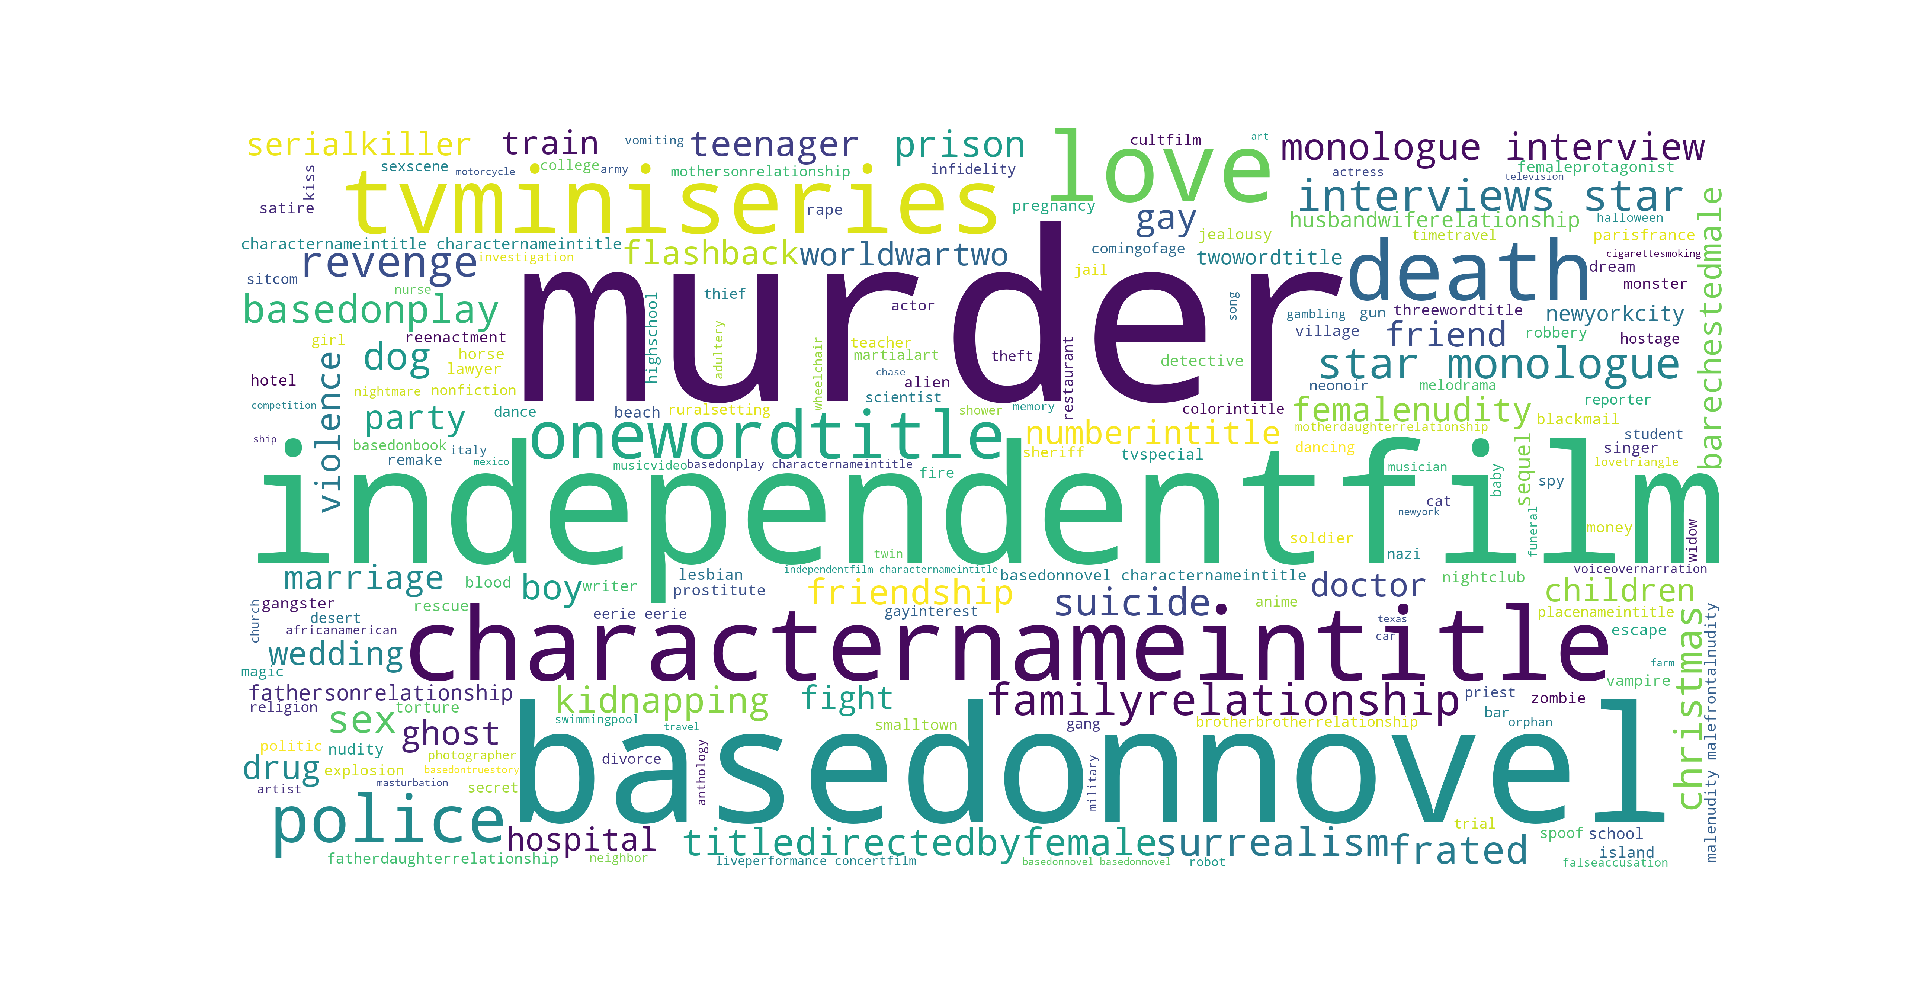 serialkiller train vomiting teenager prison love cultfilm art monologue interview
kiss sexscene motorcycle college army mothersonrelationship infidelity actress television femaleprotagonist
satire tvminiseries rape pregnancy gay interviews star husbandwiferelationship halloween barechestedmale
characternameintitle characternameintitle flashback worldwartwo comingofage jealousy twowordtitle timetravel parisfrance
sitcom revenge investigation jail death dream cigarettesmoking monster
basedonplay nurse highschool thief murder actor song gambling gun threewordtitle newyorkcity
reenactment village friend robbery hostage
girl dog horse lawyer adultery wheelchair teacher martialart theft restaurant detective star monologue
hotel nightmare nonfiction chase alien scientist neonoir melodrama
competition violence party dance beach ruralsetting shower memory colorintitle femalenudity blackmail reporter
ship basedonbook italy onewordtitle numberintitle motherdaughterrelationship student
remake mexico musicvideo basedonplay characternameintitle fire sheriff tvspecial dancing singer lovetriangle
independentfilm musician baby sequel spy cat newyork
soldier nazi funeral money widow
marriage blood boy writer lesbian prostitute twin independentfilm characternameintitle basedonnovel characternameintitle doctor nightclub voiceovernarration
church gangster rescue friendship suicide children
desert eerie eerie gayinterest anime texas placenameintitle
africanamerican characternameintitle car christmas escape
wedding farm malenudity malefrontalnudity
magic vampire
fathersonrelationship kidnapping fight familyrelationship priest zombie
religion sex torture swimmingpool travel smalltown gang brotherbrotherrelationship bar orphan
politic nudity ghost photographer divorce anthology basedonnovel military
drug explosion basedontruestory
artist masturbation secret
police hospital titledirectedbyfemale surrealism frated trial spoof school
fatherdaughterrelationship neighbor liveperformance concertfilm basedonnovel basedonnovel robot falseaccusation island